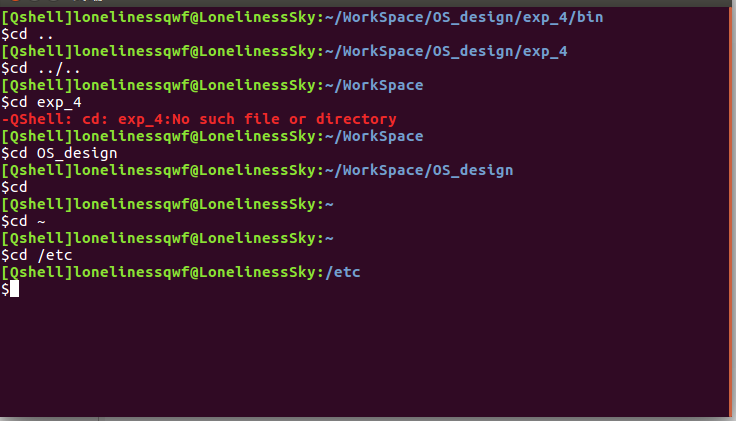 [Qshell]lonelinessqwf@LonelinessSky:~/WorkSpace/OS_design/exp_4/bin
$cd ..
[Qshell]lonelinessqwf@LonelinessSky:~/WorkSpace/OS_design/exp_4
$cd ../..
[Qshell]lonelinessqwf@LonelinessSky:~/WorkSpace
$cd exp_4
-QShell: cd: exp_4:No such file or directory
[Qshell]lonelinessqwf@LonelinessSky:~/WorkSpace
$cd OS_design
[Qshell]lonelinessqwf@LonelinessSky:~/WorkSpace/OS_design
$cd
[Qshell]lonelinessqwf@LonelinessSky:~
$cd ~
[Qshell]lonelinessqwf@LonelinessSky:~
$cd /etc
[Qshell]lonelinessqwf@LonelinessSky:/etc
$